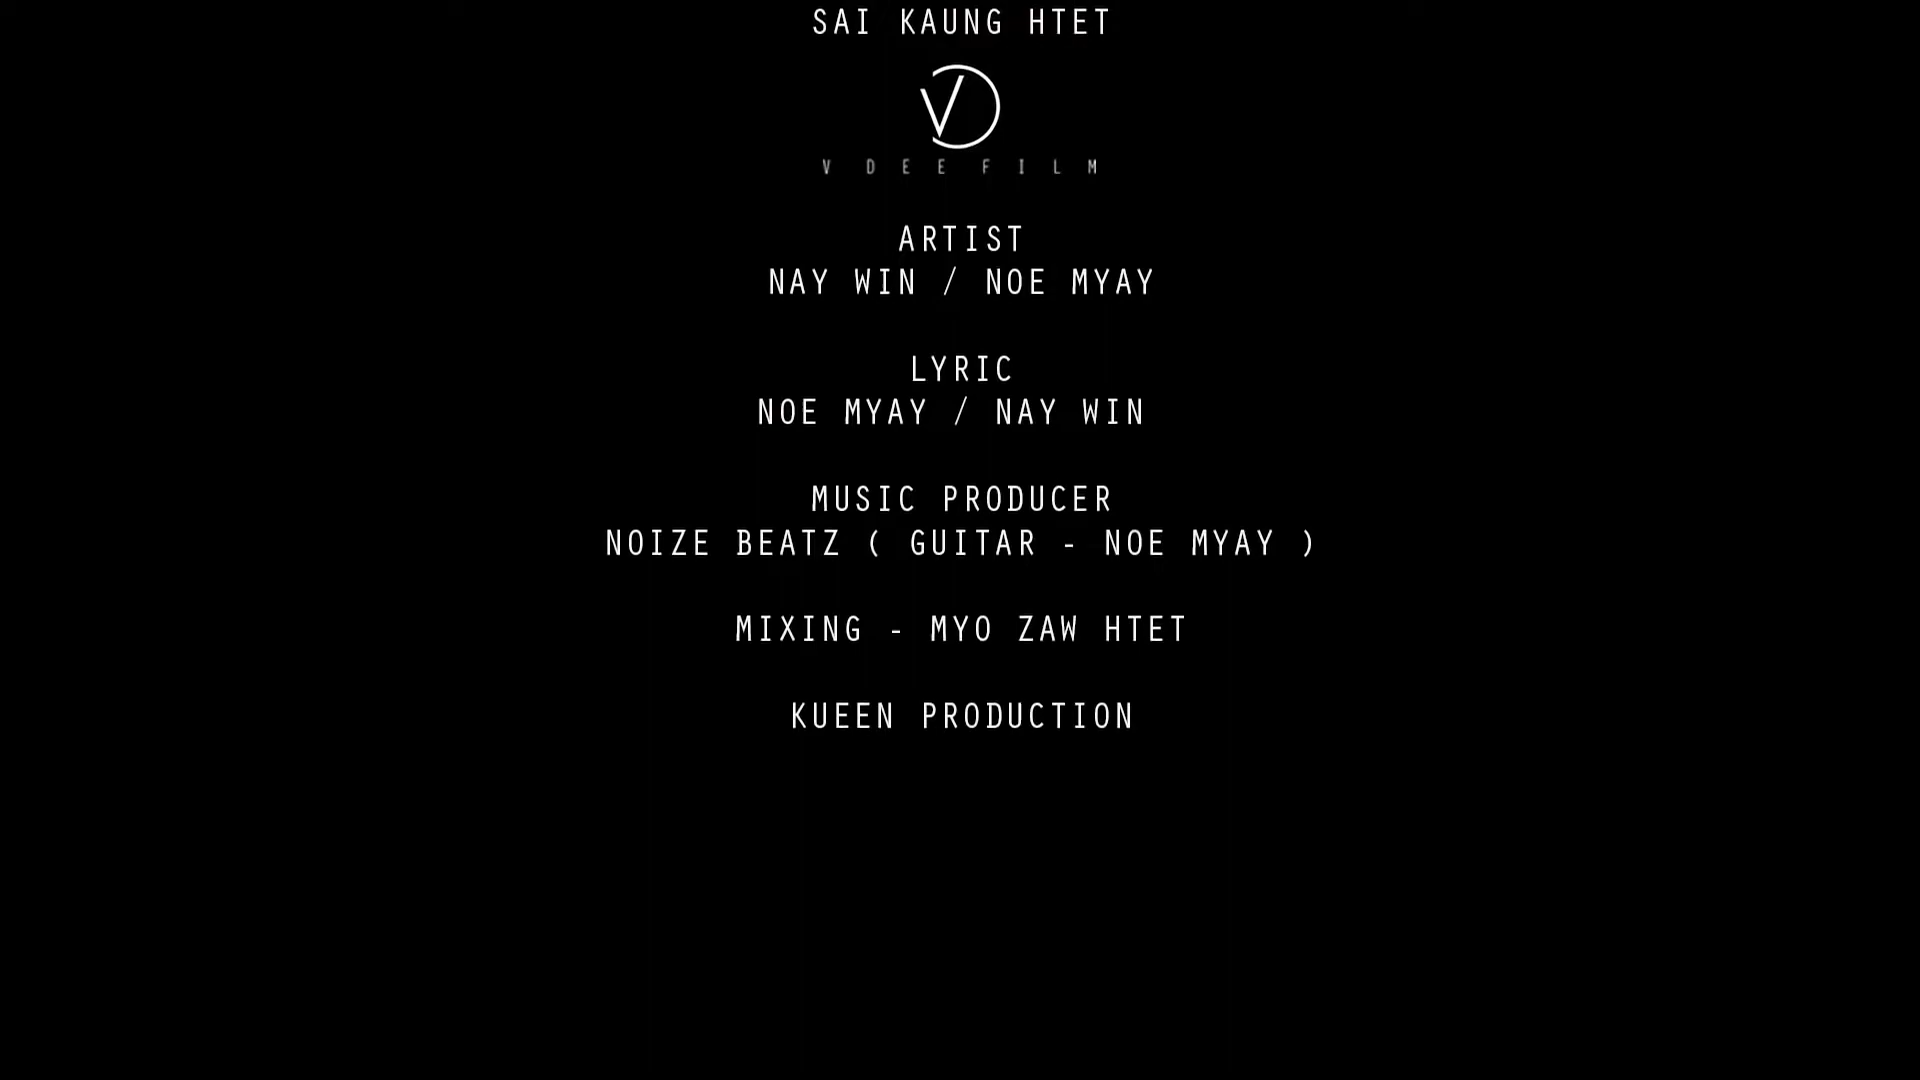 SAI KAUNG HTET
VD
V DEE FILM
ARTIST
NAY WIN / NOE MYAY
LYRIC
NOE MYAY / NAY WIN
MUSIC PRODUCER
NOIZE BEATZ ( GUITAR - NOE MYAY )
MIXING - MYO ZAW HTET
KUEEN PRODUCTION